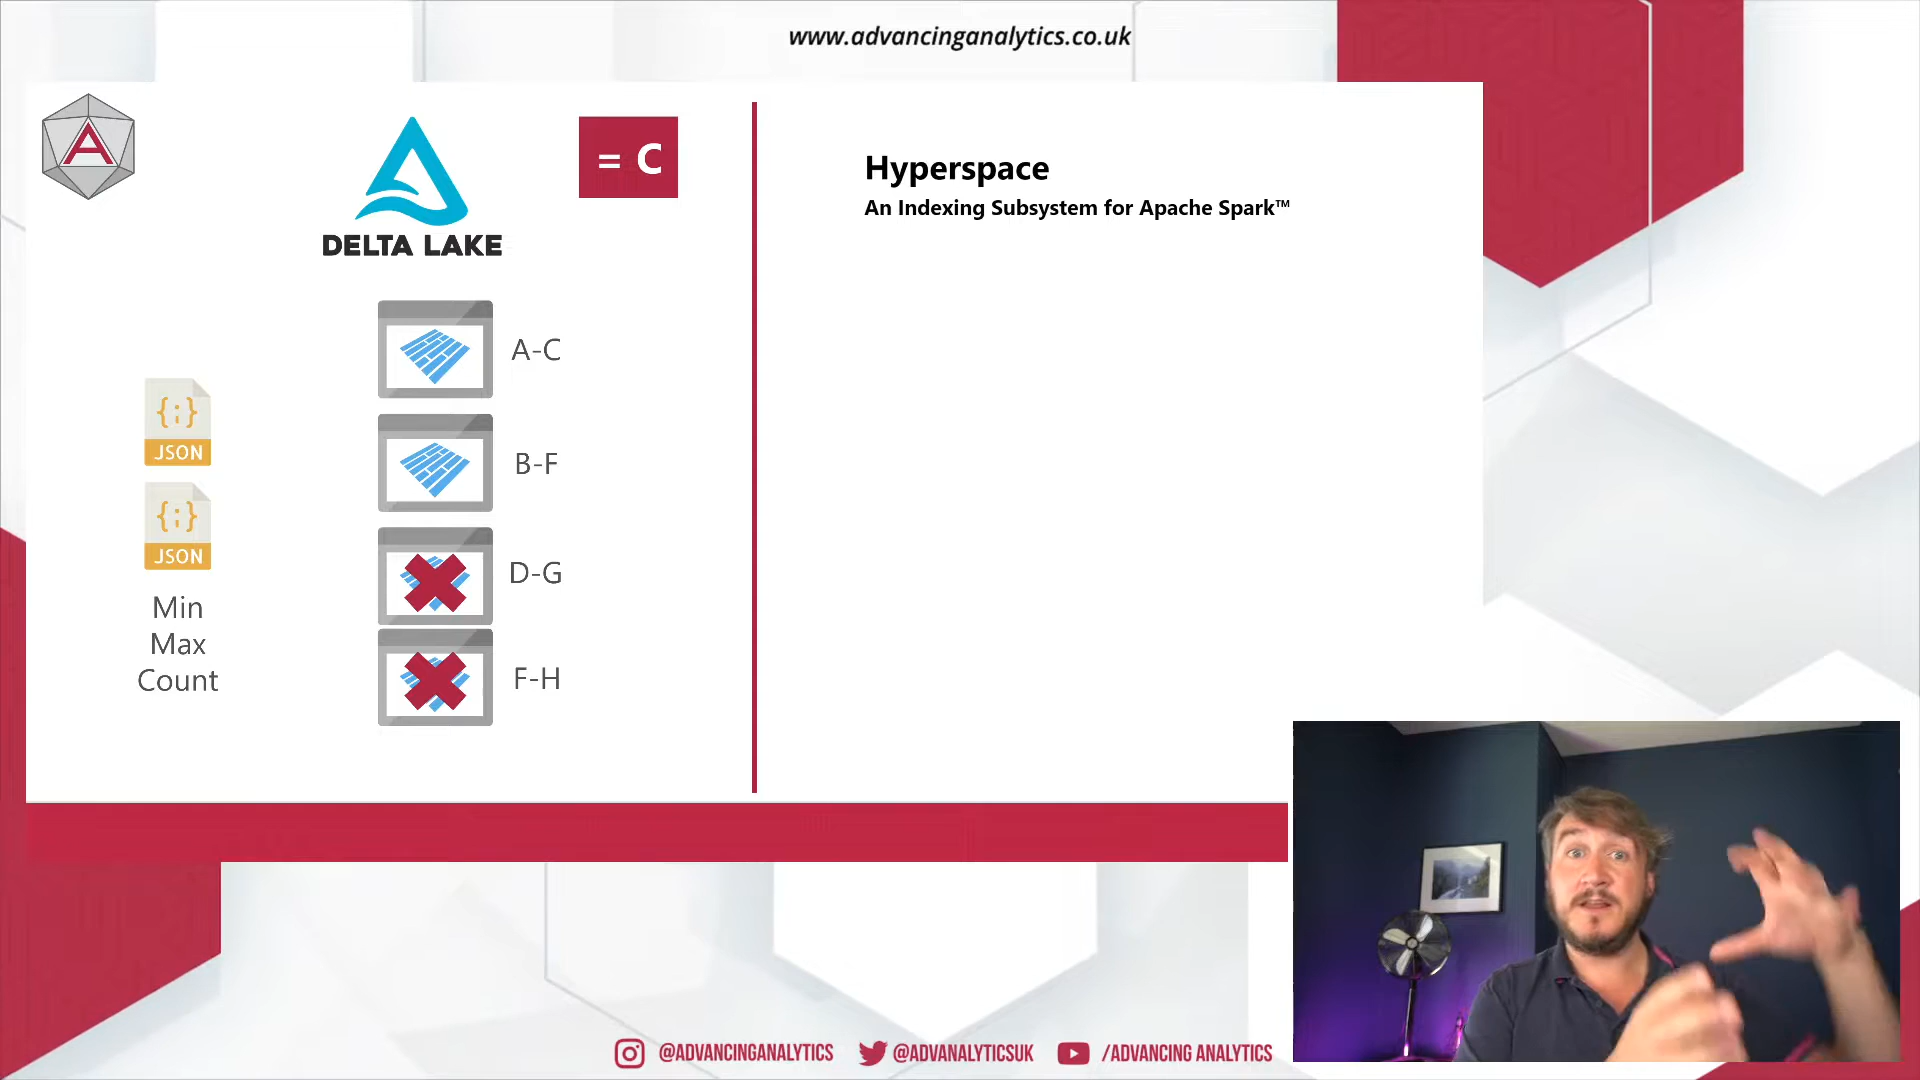 www.advancinganalytics.co.uk
A
DELTA LAKE
= C
A-C
B-F
D-G
F-H
{;}
JSON
{;}
JSON
Min
Max
Count
Hyperspace
An Indexing Subsystem for Apache Spark™
@ADVANCINGANALYTICS
@ADVANALYTICSUK
/ADVANCING ANALYTICS